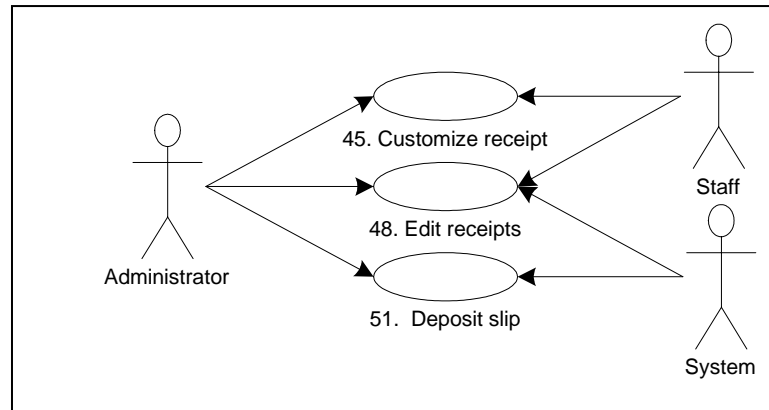 45. Customize receipt
Staff
48. Edit receipts
Administrator
51.  Deposit slip
System